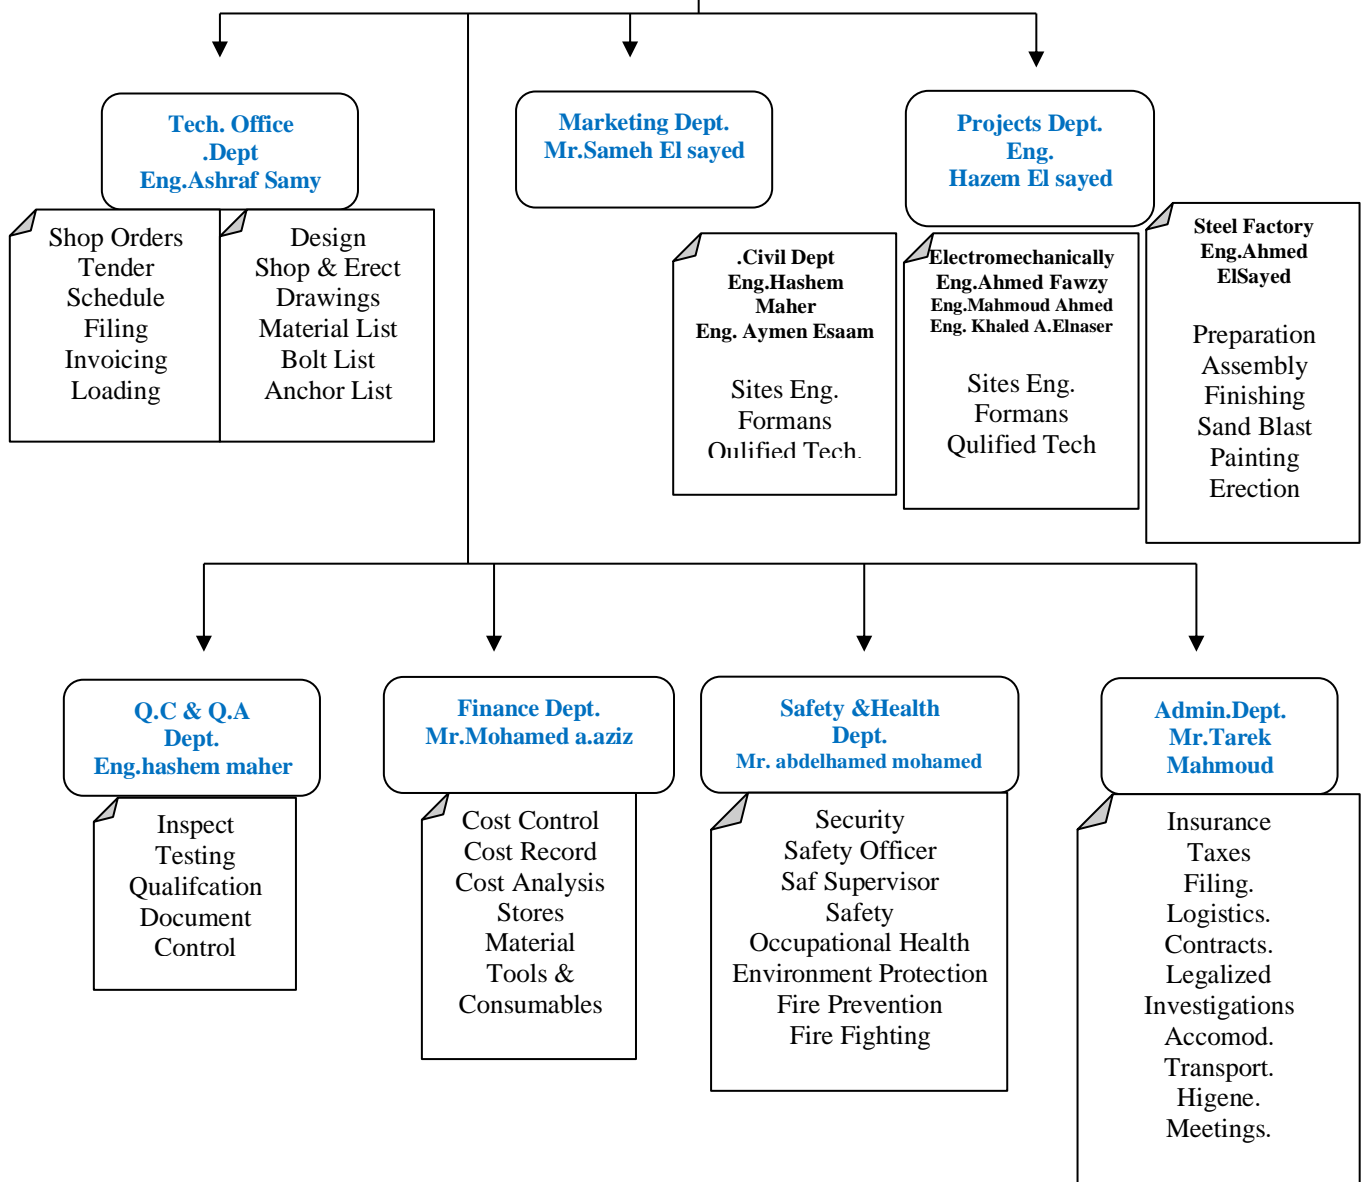 Tech. Office
.Dept
Eng.Ashraf Samy
Marketing Dept.
Mr.Sameh El sayed
Projects Dept.
Eng.
Hazem El sayed
Shop Orders
Tender
Schedule
Filing
Invoicing
Loading
Design
Shop & Erect
Drawings
Material List
Bolt List
Anchor List
.Civil Dept
Eng.Hashem
Maher
Eng. Aymen Esaam
Sites Eng.
Formans
Qulified Tech.
Electromechanically
Eng.Ahmed Fawzy
Eng.Mahmoud Ahmed
Eng. Khaled A.Elnaser
Sites Eng.
Formans
Qulified Tech
Steel Factory
Eng.Ahmed
ElSayed
Preparation
Assembly
Finishing
Sand Blast
Painting
Erection
Q.C & Q.A
Dept.
Eng.hashem maher
Inspect
Testing
Qualifcation
Document
Control
Finance Dept.
Mr.Mohamed a.aziz
Cost Control
Cost Record
Cost Analysis
Stores
Material
Tools &
Consumables
Safety &Health
Dept.
Mr. abdelhamed mohamed
Security
Safety Officer
Saf Supervisor
Safety
Occupational Health
Environment Protection
Fire Prevention
Fire Fighting
Admin.Dept.
Mr.Tarek
Mahmoud
Insurance
Taxes
Filing.
Logistics.
Contracts.
Legalized
Investigations
Accomod.
Transport.
Higene.
Meetings.